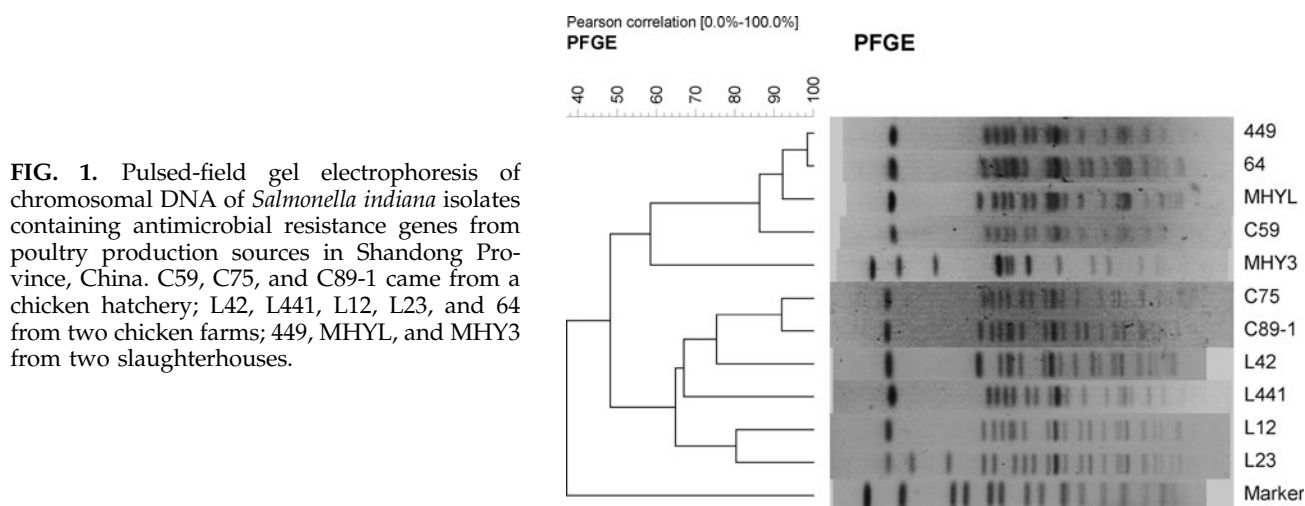 FIG. 1. Pulsed-field gel electrophoresis of
chromosomal DNA of Salmonella indiana isolates
containing antimicrobial resistance genes from
poultry production sources in Shandong Pro-
vince, China. C59, C75, and C89-1 came from a
chicken hatchery; L42, L441, L12, L23, and 64
from two chicken farms; 449, MHYL, and MHY3
from two slaughterhouses.
Pearson correlation [0.0%-100.0%]
PFGE
PFGE
40 50 60 70 80 90 100
449
64
MHYL
C59
MHY3
C75
C89-1
L42
L441
L12
L23
Marker